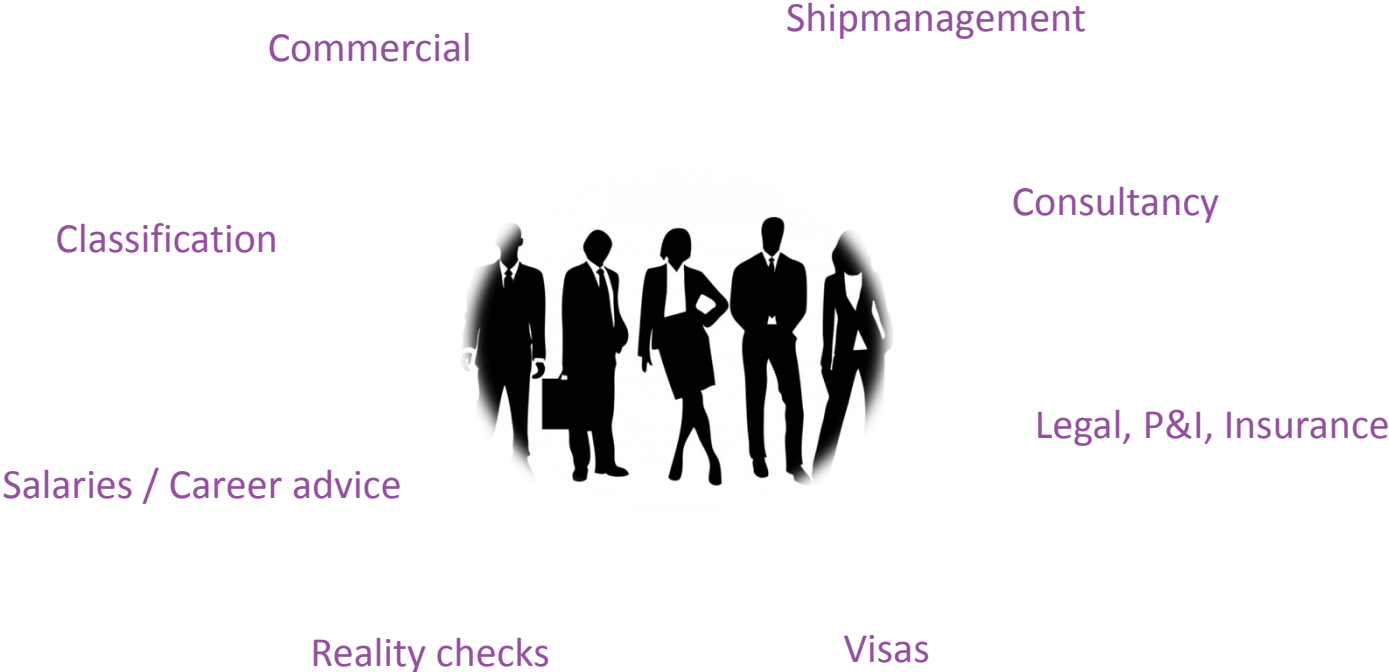 Shipmanagement
Commercial
Consultancy
Classification
Legal, P&I, Insurance
Salaries / Career advice
Visas
Reality checks